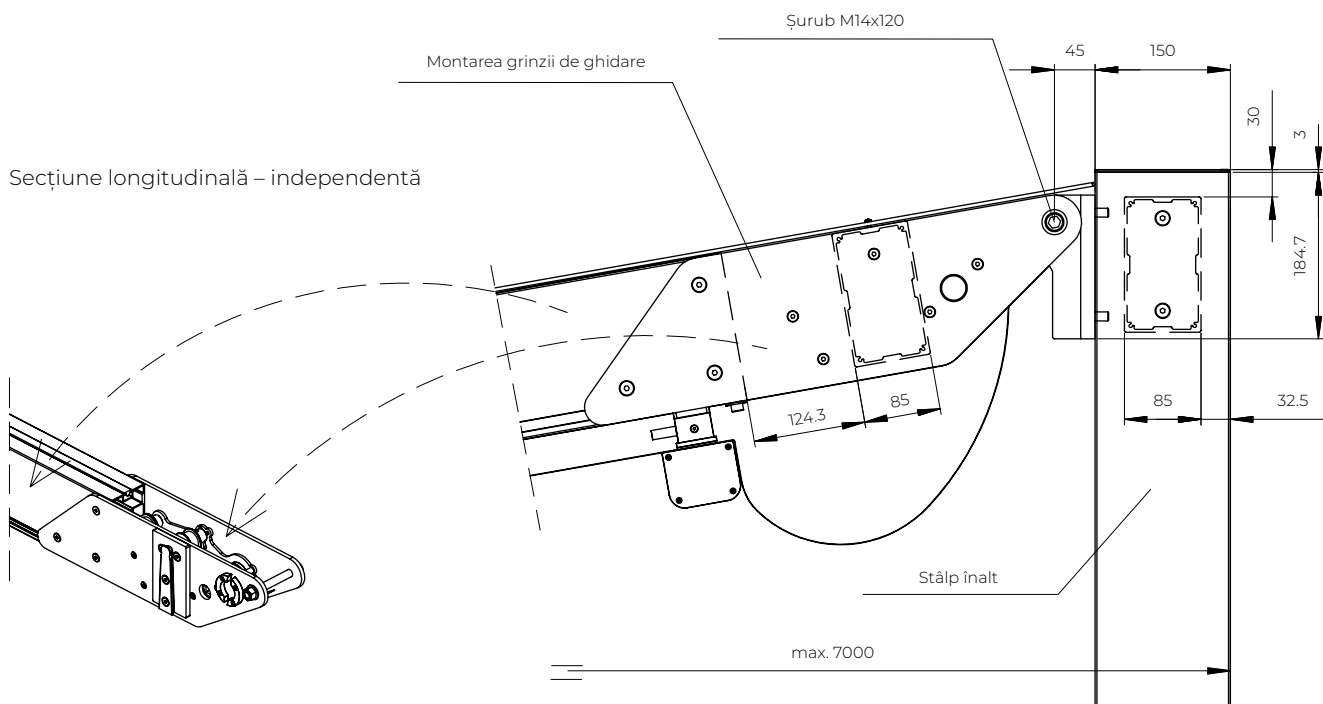 Șurub M14x120
45
150
Montarea grinzii de ghidare
30
3
Secțiune longitudinală – independentă
184.7
124.3
85
85
32.5
Stâlp înalt
max. 7000